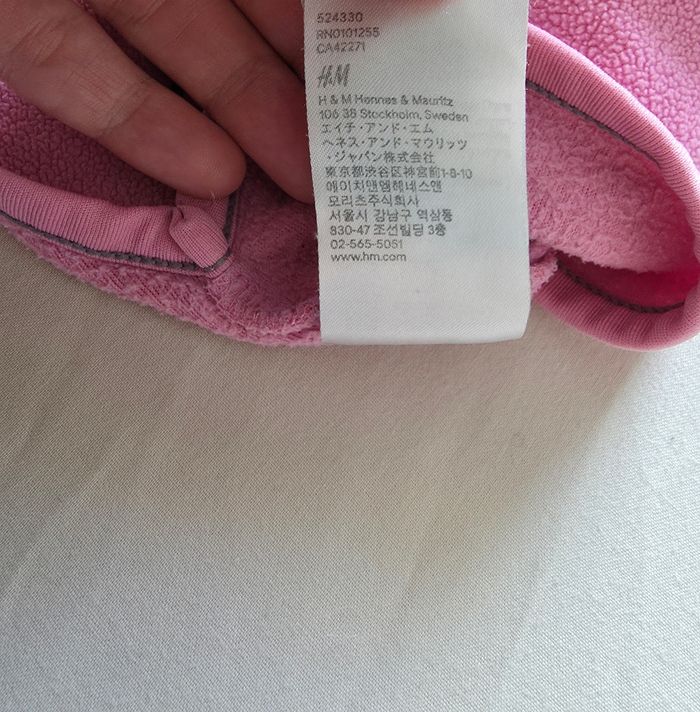 524330
RN0101255
CA42271
H&M
H & M Hennes & Mauritz
106 38 Stockholm, Sweden
エイチ・アンド・エム
ヘネス・アンド・マウリッツ
・ジャパン株式会社
東京都渋谷区神宮前1-8-10
에이치앤엠헤네스앤
모리츠주식회사
서울시 강남구 역삼동
830-47 조선빌딩 3층
02-565-5051
www.hm.com